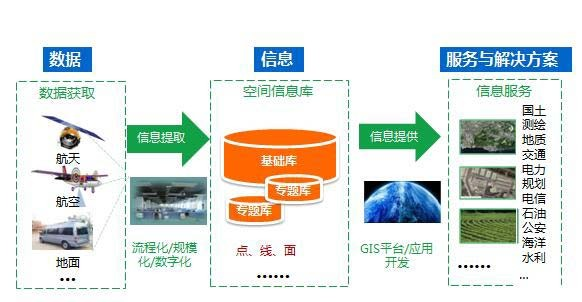 数据
信息
服务与解决方案
数据获取
航天
航空
地面
......
信息提取
流程化/规模
化/数字化
空间信息库
基础库
专题库
专题库
点、线、面
......
信息提供
GIS平台/应用
开发
信息服务
国土
测绘
地质
交通
电力
规划
电信
石油
公安
海洋
水利
......
...